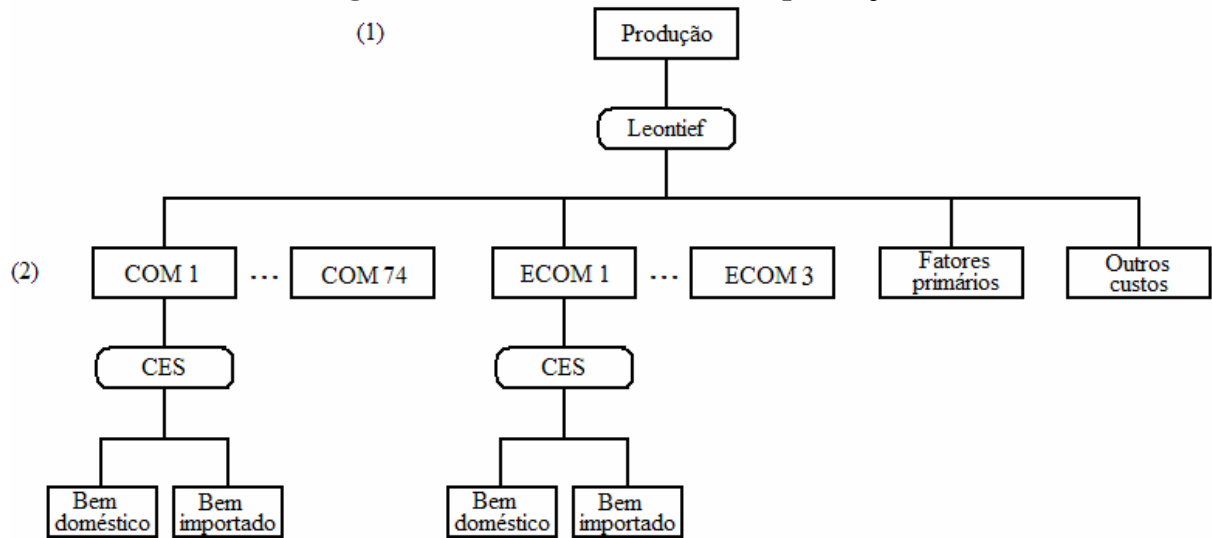 (1)
Produção
Leontief
(2)
COM 1
...
COM 74
ECOM 1
...
ECOM 3
Fatores
primários
Outros
custos
CES
CES
Bem
doméstico
Bem
importado
Bem
doméstico
Bem
importado